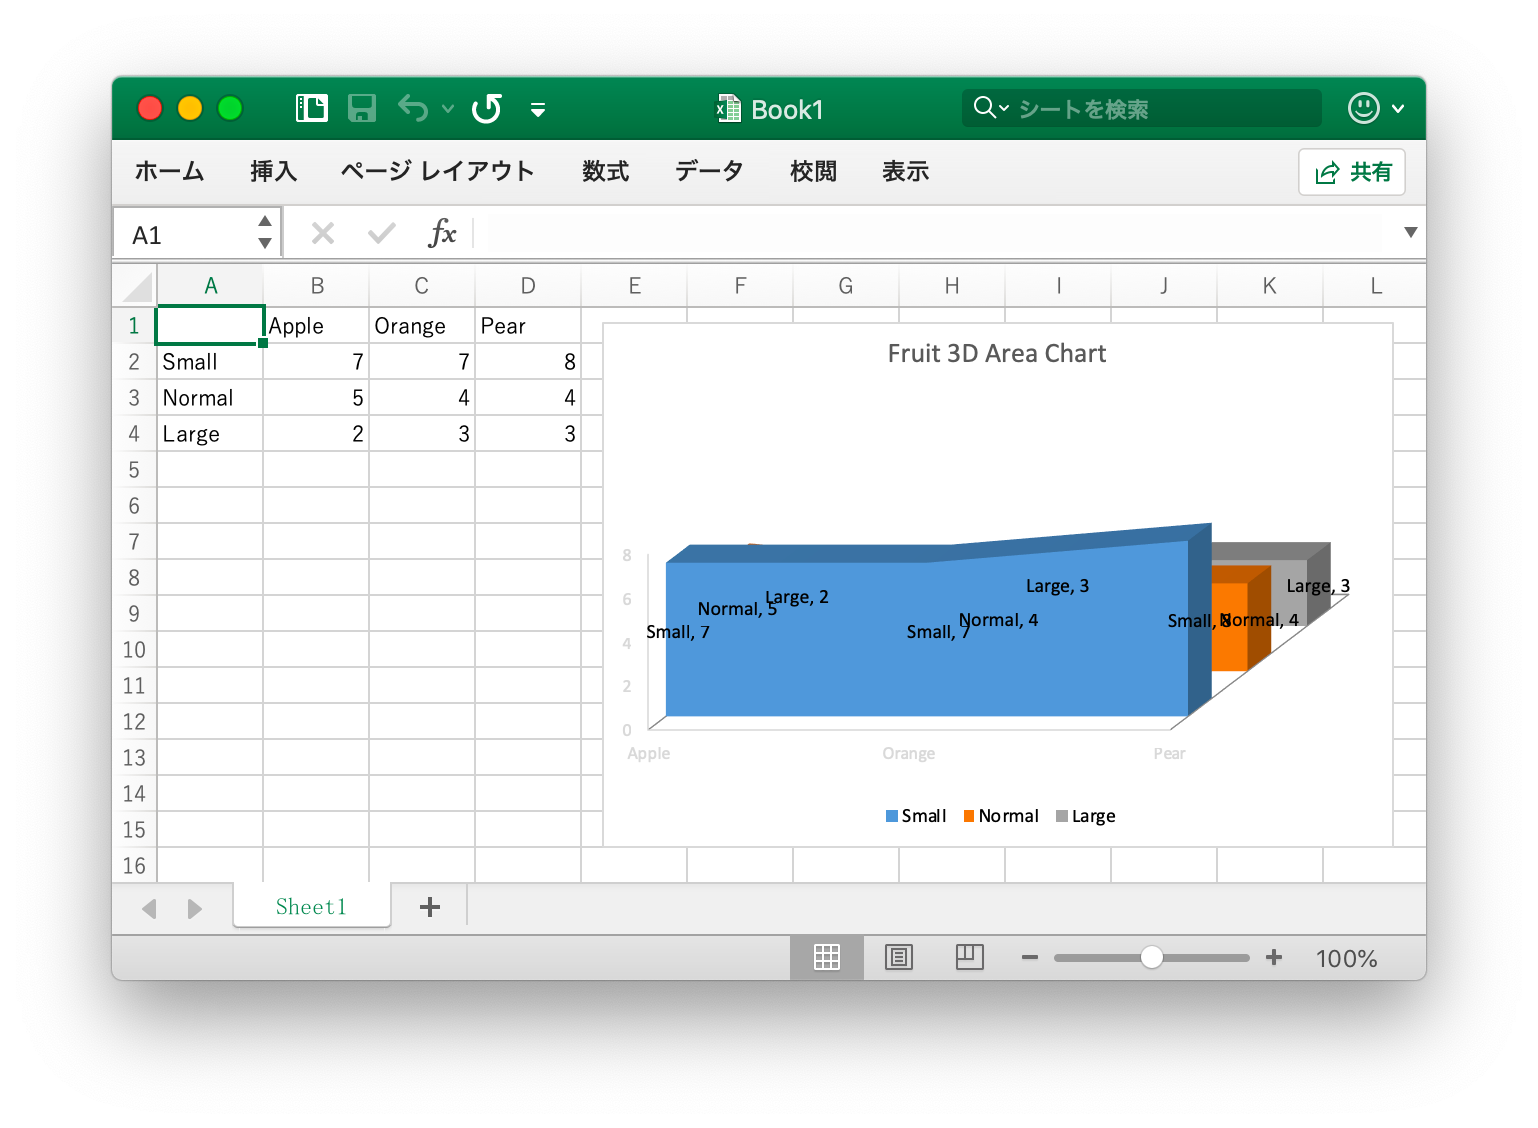 Book1
シートを検索
ホーム 挿入 ページ レイアウト 数式 データ 校閲 表示 共有
A1 fx
A B C D E F G H I J K L
1 Apple Orange Pear
2 Small 7 7 8
3 Normal 5 4 4
4 Large 2 3 3
5
6
7
8
9
10
11
12
13
14
15
16
Fruit 3D Area Chart
8
6
4
2
0
Large, 2
Normal, 5
Small, 7
Large, 3
Normal, 4
Small, 7
Large, 3
Normal, 4
Small, 8
Apple Orange Pear
Small Normal Large
Sheet1
100%